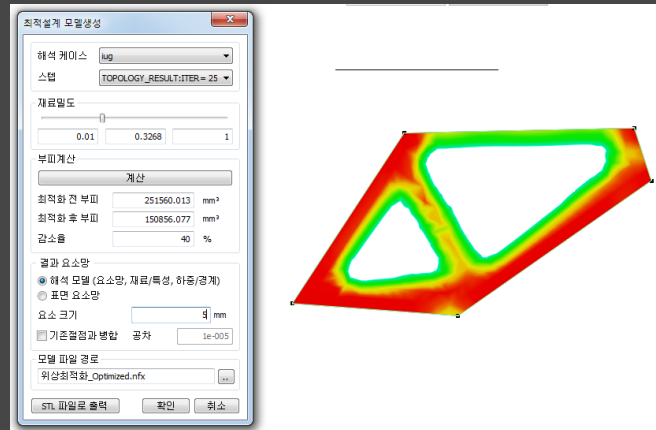 최적설계 모델생성
해석 케이스 iug
스텝 TOPOLOGY_RESULT:ITER= 25
재료밀도
0.01 0.3268 1
부피계산
계산
최적화 전 부피 251560.013 mm³
최적화 후 부피 150856.077 mm³
감소율 40 %
결과 요소망
해석 모델 (요소망, 재료/특성, 하중/경계)
표면 요소망
요소 크기 5 mm
기존절점과 병합 공차 1e-005
모델 파일 경로
위상최적화_Optimized.nfx ..
STL 파일로 출력 확인 취소